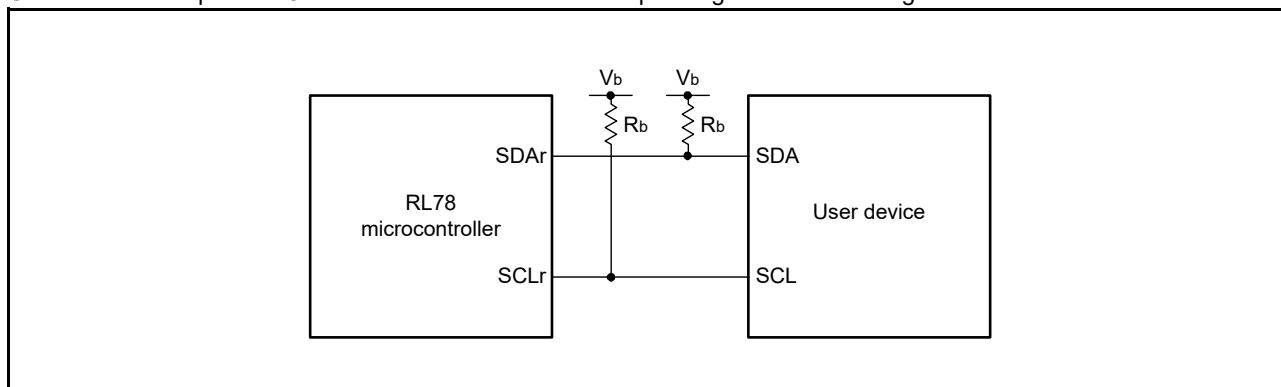 Vb Vb
Rb Rb
SDAr SDA
RL78
microcontroller
User device
SCLr SCL